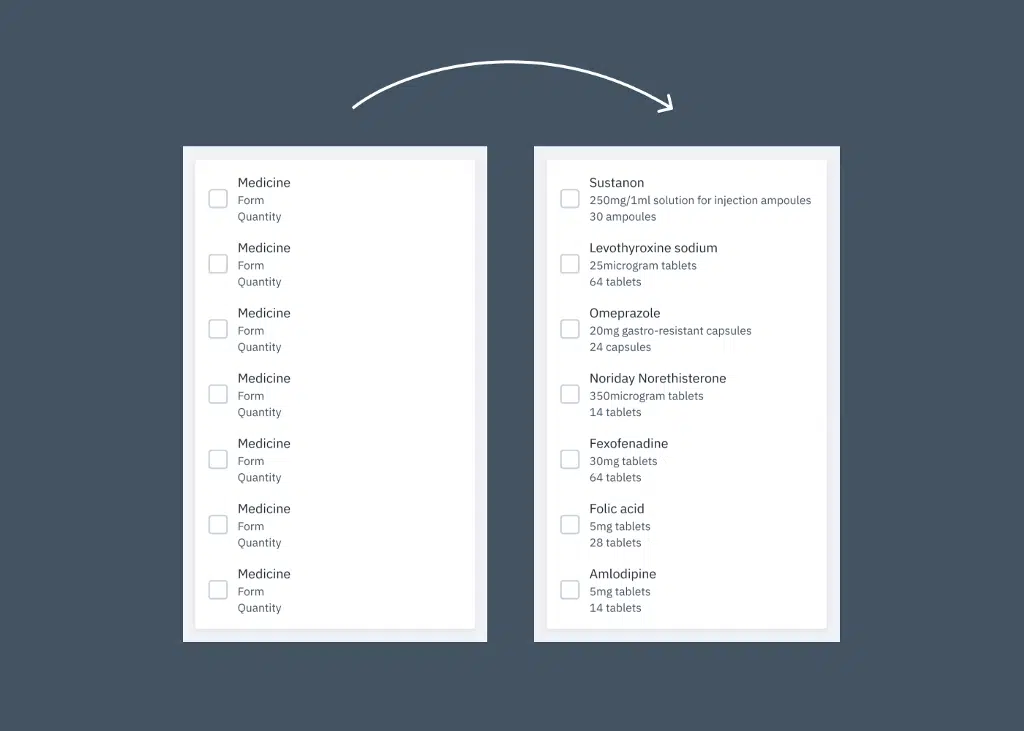 Medicine
Form
Quantity
Medicine
Form
Quantity
Medicine
Form
Quantity
Medicine
Form
Quantity
Medicine
Form
Quantity
Medicine
Form
Quantity
Medicine
Form
Quantity
Sustanon
250mg/1ml solution for injection ampoules
30 ampoules
Levothyroxine sodium
25microgram tablets
64 tablets
Omeprazole
20mg gastro-resistant capsules
24 capsules
Noriday Norethisterone
350microgram tablets
14 tablets
Fexofenadine
30mg tablets
64 tablets
Folic acid
5mg tablets
28 tablets
Amlodipine
5mg tablets
14 tablets